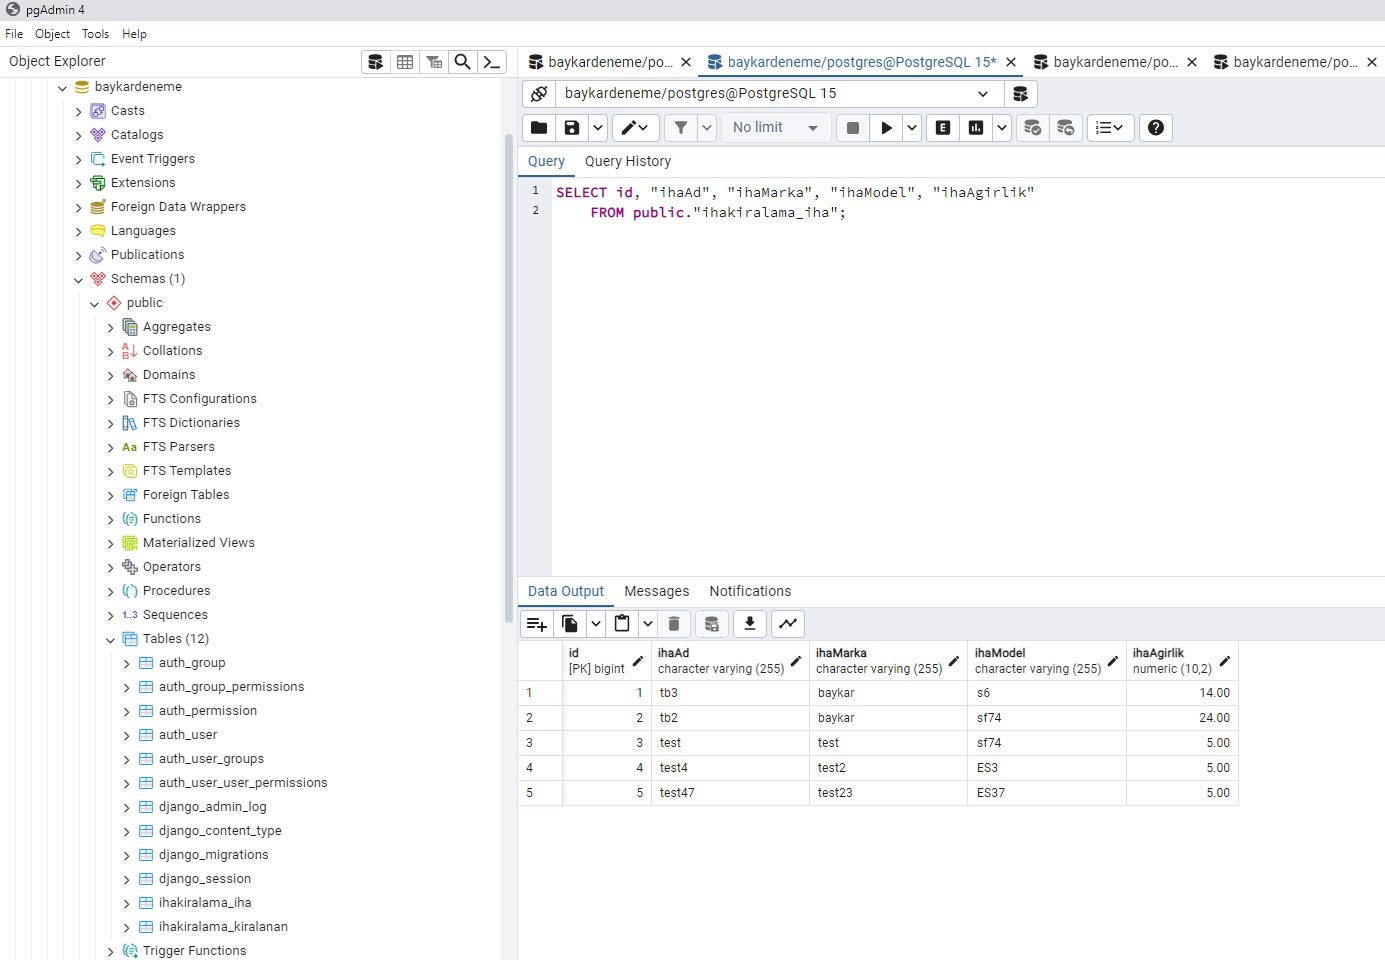 pgAdmin 4
File Object Tools Help
Object Explorer
baykardeneme
Casts
Catalogs
Event Triggers
Extensions
Foreign Data Wrappers
Languages
Publications
Schemas (1)
public
Aggregates
Collations
Domains
FTS Configurations
FTS Dictionaries
Aa FTS Parsers
FTS Templates
Foreign Tables
Functions
Materialized Views
Operators
Procedures
1..3 Sequences
Tables (12)
auth_group
auth_group_permissions
auth_permission
auth_user
auth_user_groups
auth_user_user_permissions
django_admin_log
django_content_type
django_migrations
django_session
ihakiralama_iha
ihakiralama_kiralanan
Trigger Functions
baykardeneme/po... baykardeneme/postgres@PostgreSQL 15* baykardeneme/po... baykardeneme/po...
baykardeneme/postgres@PostgreSQL 15
No limit E
Query Query History
1 SELECT id, "ihaAd", "ihaMarka", "ihaModel", "ihaAgirlik"
2 FROM public."ihakiralama_iha";
Data Output Messages Notifications
id ihaAd ihaMarka ihaModel ihaAgirlik
[PK] bigint character varying (255) character varying (255) character varying (255) numeric (10,2)
1 1 tb3 baykar s6 14.00
2 2 tb2 baykar sf74 24.00
3 3 test test sf74 5.00
4 4 test4 test2 ES3 5.00
5 5 test47 test23 ES37 5.00